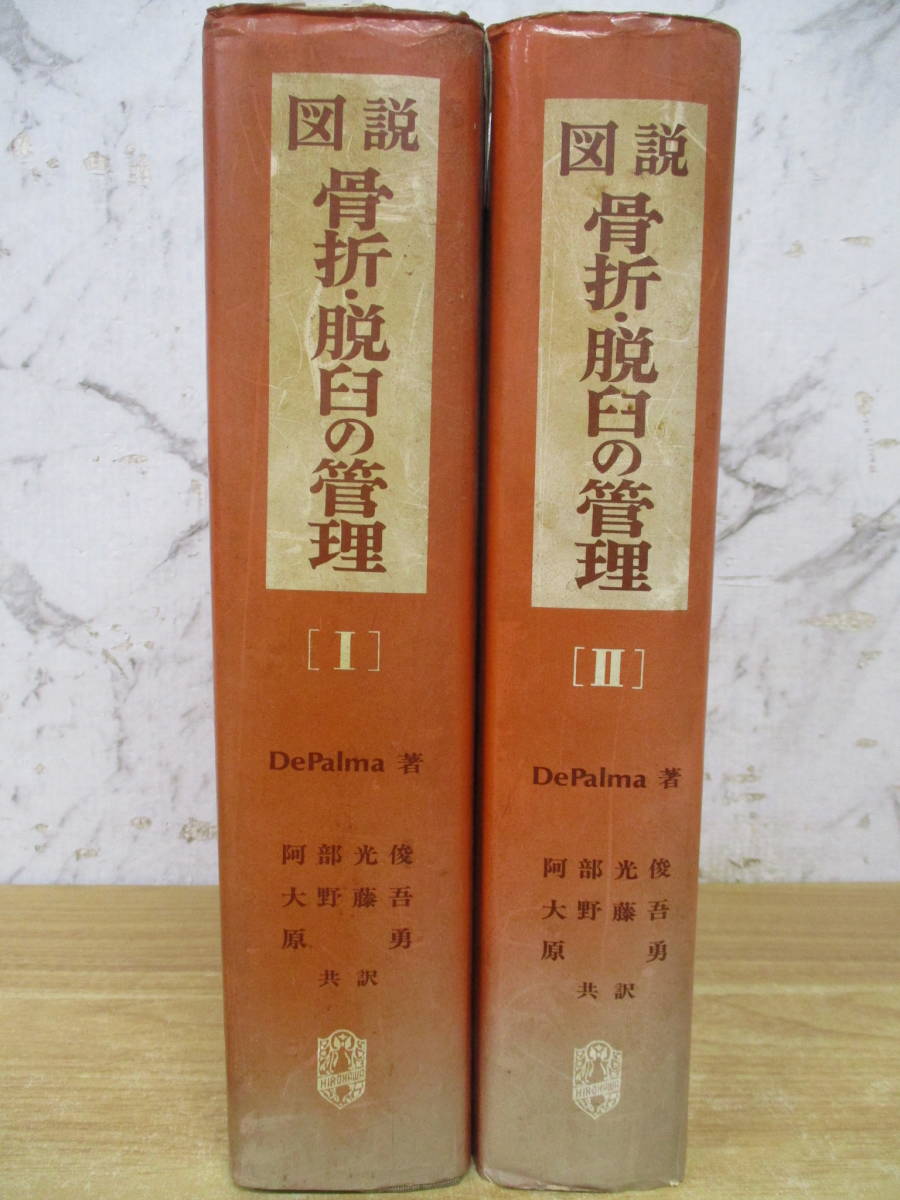 図説
骨折・脱臼の管理
[I]
DePalma 著
阿部光俊
大野藤吾
原 勇
共訳
HIROKAWA
図説
骨折・脱臼の管理
[II]
DePalma 著
阿部光俊
大野藤吾
原 勇
共訳
HIROKAWA